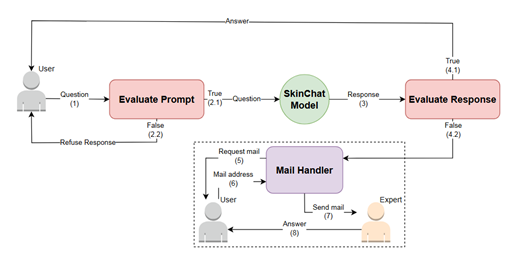 Answer
User
Question
(1)
Evaluate Prompt
True
(2.1)
Question
SkinChat
Model
Response
(3)
Evaluate Response
True
(4.1)
False
(2.2)
Refuse Response
False
(4.2)
Request mail
(5)
Mail address
(6)
Mail Handler
User
Send mail
(7)
Expert
Answer
(8)